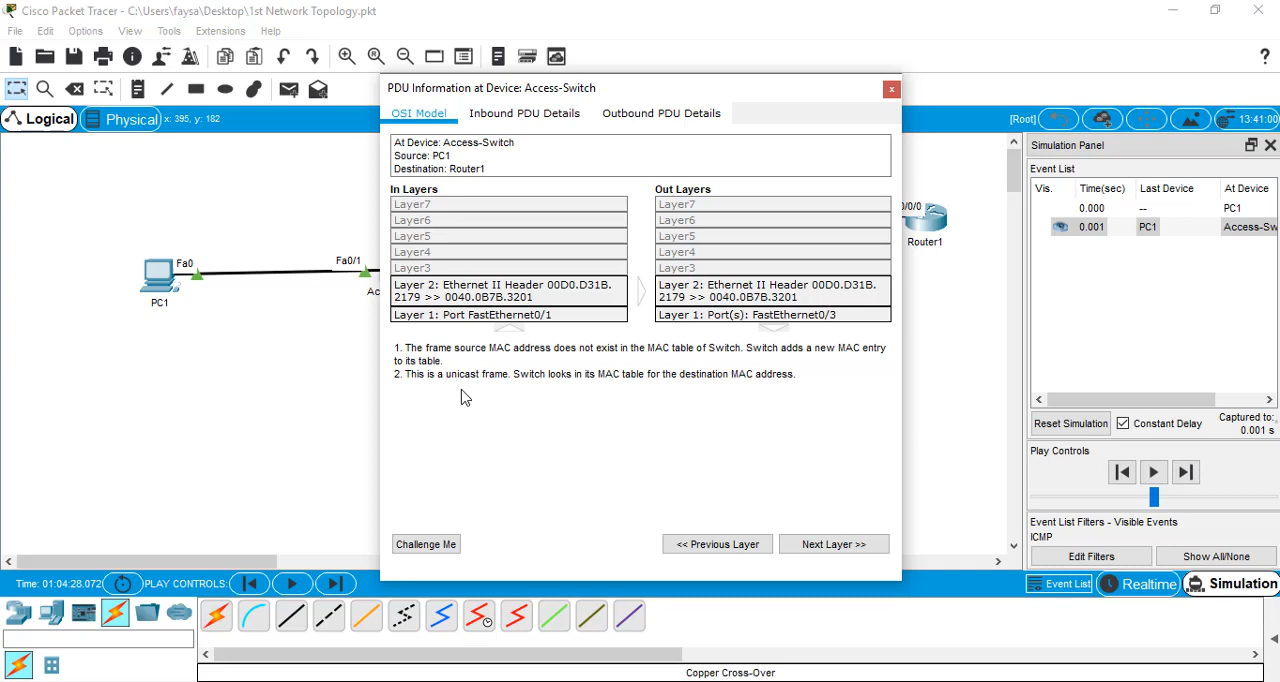 Cisco Packet Tracer - C:\Users\faysa\Desktop\1st Network Topology.pkt
File Edit Options View Tools Extensions Help
?
PDU Information at Device: Access-Switch
x
OSI Model Inbound PDU Details Outbound PDU Details
Logical Physical x: 395, y: 182
[Root] 13:41:00
At Device: Access-Switch
Source: PC1
Destination: Router1
In Layers Out Layers
Layer7 Layer7
Layer6 Layer6
Layer5 Layer5
Layer4 Layer4
Layer3 Layer3
Layer 2: Ethernet II Header 00D0.D31B. Layer 2: Ethernet II Header 00D0.D31B.
2179 >> 0040.0B7B.3201 2179 >> 0040.0B7B.3201
Layer 1: Port FastEthernet0/1 Layer 1: Port(s): FastEthernet0/3
1. The frame source MAC address does not exist in the MAC table of Switch. Switch adds a new MAC entry
to its table.
2. This is a unicast frame. Switch looks in its MAC table for the destination MAC address.
Challenge Me << Previous Layer Next Layer >>
Fa0 Fa0/1
PC1
Ac
0/0/0
Router1
Simulation Panel
Event List
Vis. Time(sec) Last Device At Device
0.000 -- PC1
0.001 PC1 Access-Sw
Reset Simulation Constant Delay Captured to:
0.001 s
Play Controls
Event List Filters - Visible Events
ICMP
Edit Filters Show All/None
Time: 01:04:28.072 PLAY CONTROLS: Event List Realtime Simulation
Copper Cross-Over